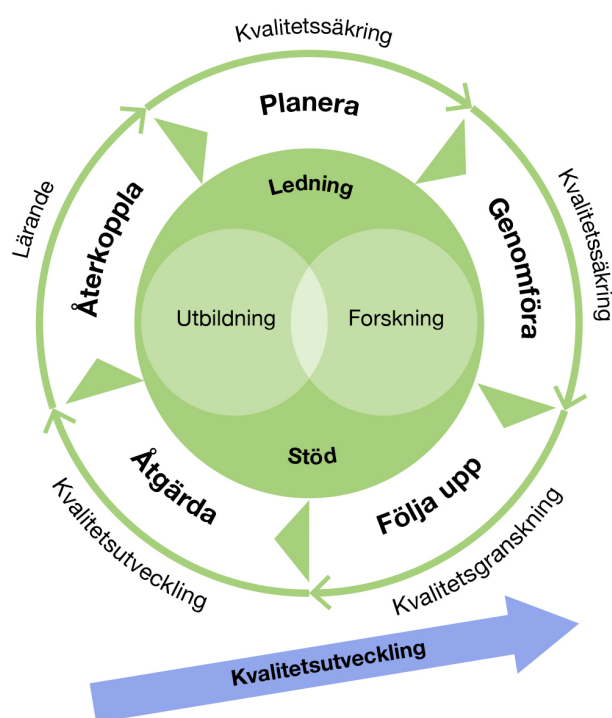 Kvalitetssäkring
Planera
Ledning
Kvalitetssäkring
Genomföra
Lärande
Återkoppla
Utbildning
Forskning
Stöd
Följa upp
Kvalitetsgranskning
Åtgärda
Kvalitetsutveckling
Kvalitetsutveckling